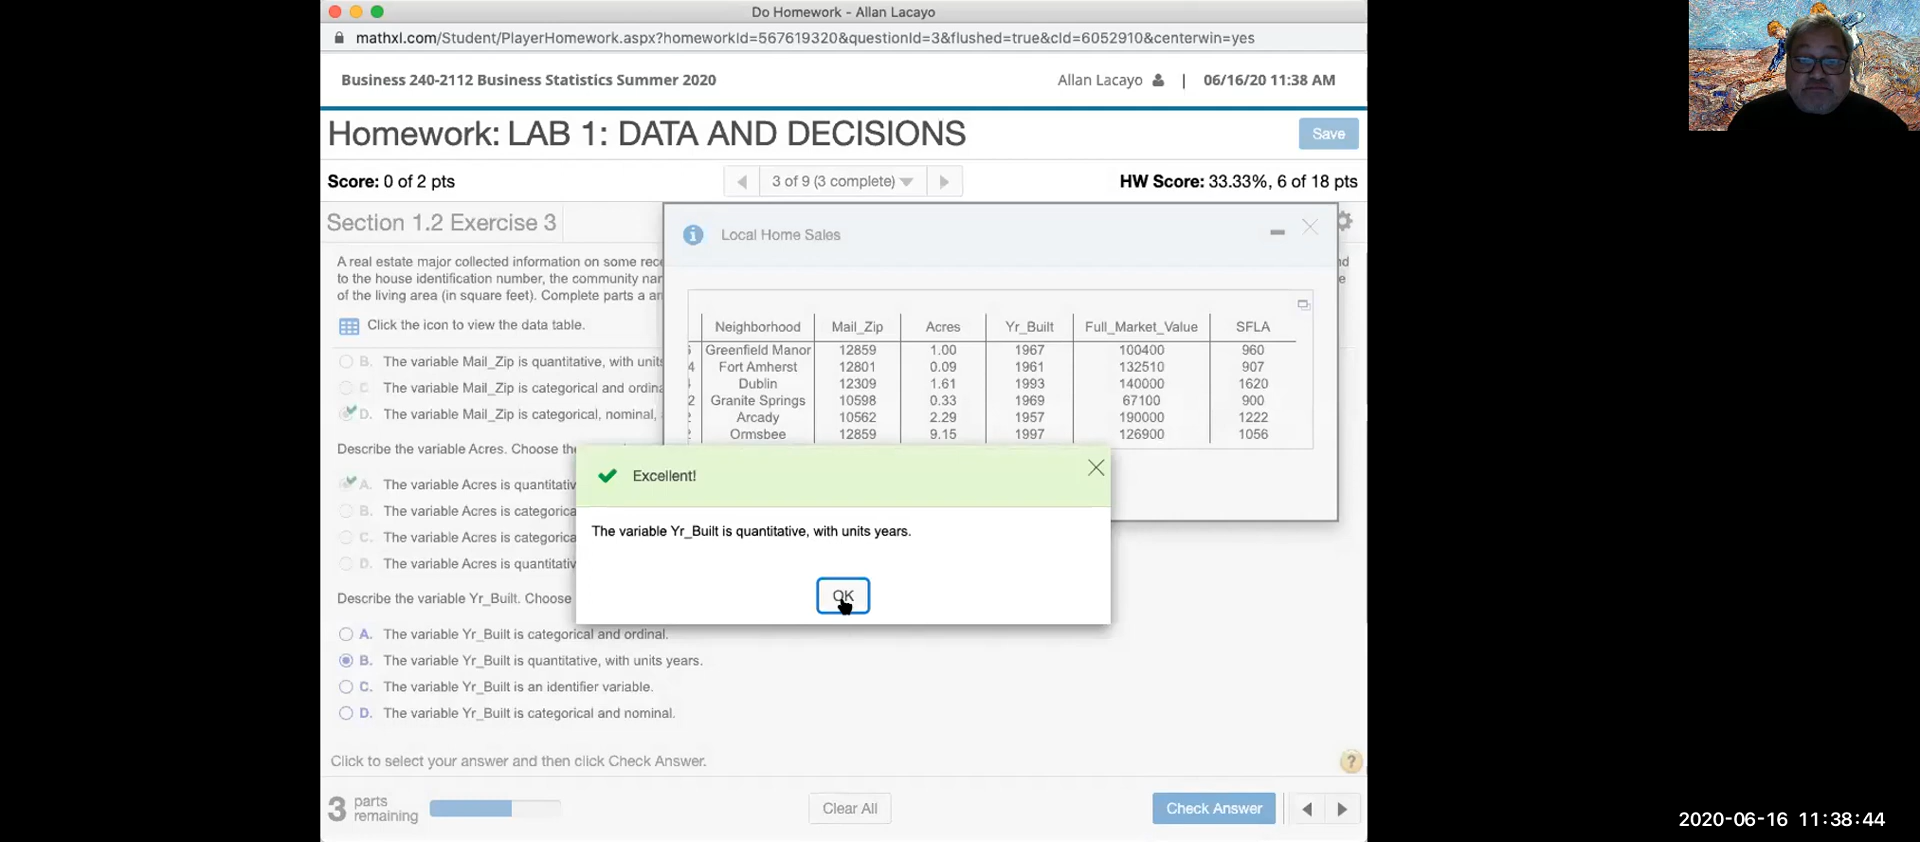 Do Homework - Allan Lacayo
mathxl.com/Student/PlayerHomework.aspx?homeworkId=567619320&questionId=3&flushed=true&cId=6052910&centerwin=yes
Business 240-2112 Business Statistics Summer 2020
Allan Lacayo | 06/16/20 11:38 AM
Homework: LAB 1: DATA AND DECISIONS
Save
Score: 0 of 2 pts
3 of 9 (3 complete)
HW Score: 33.33%, 6 of 18 pts
Section 1.2 Exercise 3
Local Home Sales
A real estate major collected information on some rece
to the house identification number, the community nar
of the living area (in square feet). Complete parts a an
Click the icon to view the data table.
Neighborhood Mail_Zip Acres Yr_Built Full_Market_Value SFLA
Greenfield Manor 12859 1.00 1967 100400 960
4 Fort Amherst 12801 0.09 1961 132510 907
Dublin 12309 1.61 1993 140000 1620
2 Granite Springs 10598 0.33 1969 67100 900
Arcady 10562 2.29 1957 190000 1222
Ormsbee 12859 9.15 1997 126900 1056
B. The variable Mail_Zip is quantitative, with units
C. The variable Mail_Zip is categorical and ordina
D. The variable Mail_Zip is categorical, nominal,
Describe the variable Acres. Choose the
A. The variable Acres is quantitativ
B. The variable Acres is categorica
C. The variable Acres is categorica
D. The variable Acres is quantitativ
Excellent!
The variable Yr_Built is quantitative, with units years.
OK
Describe the variable Yr_Built. Choose
A. The variable Yr_Built is categorical and ordinal.
B. The variable Yr_Built is quantitative, with units years.
C. The variable Yr_Built is an identifier variable.
D. The variable Yr_Built is categorical and nominal.
Click to select your answer and then click Check Answer.
?
3 parts
remaining
Clear All
Check Answer
2020-06-16 11:38:44